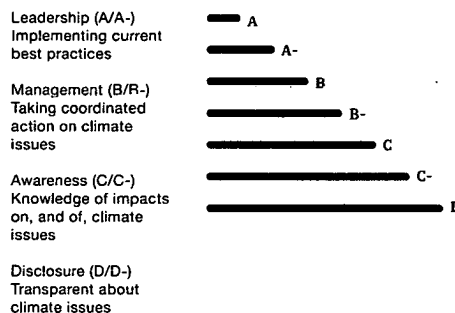 Leadership (A/A-)
Implementing current
best practices
Management (B/R-)
Taking coordinated
action on climate
issues
Awareness (C/C-)
Knowledge of impacts
on, and of, climate
issues
Disclosure (D/D-)
Transparent about
climate issues
A
A-
B
B-
C
C-